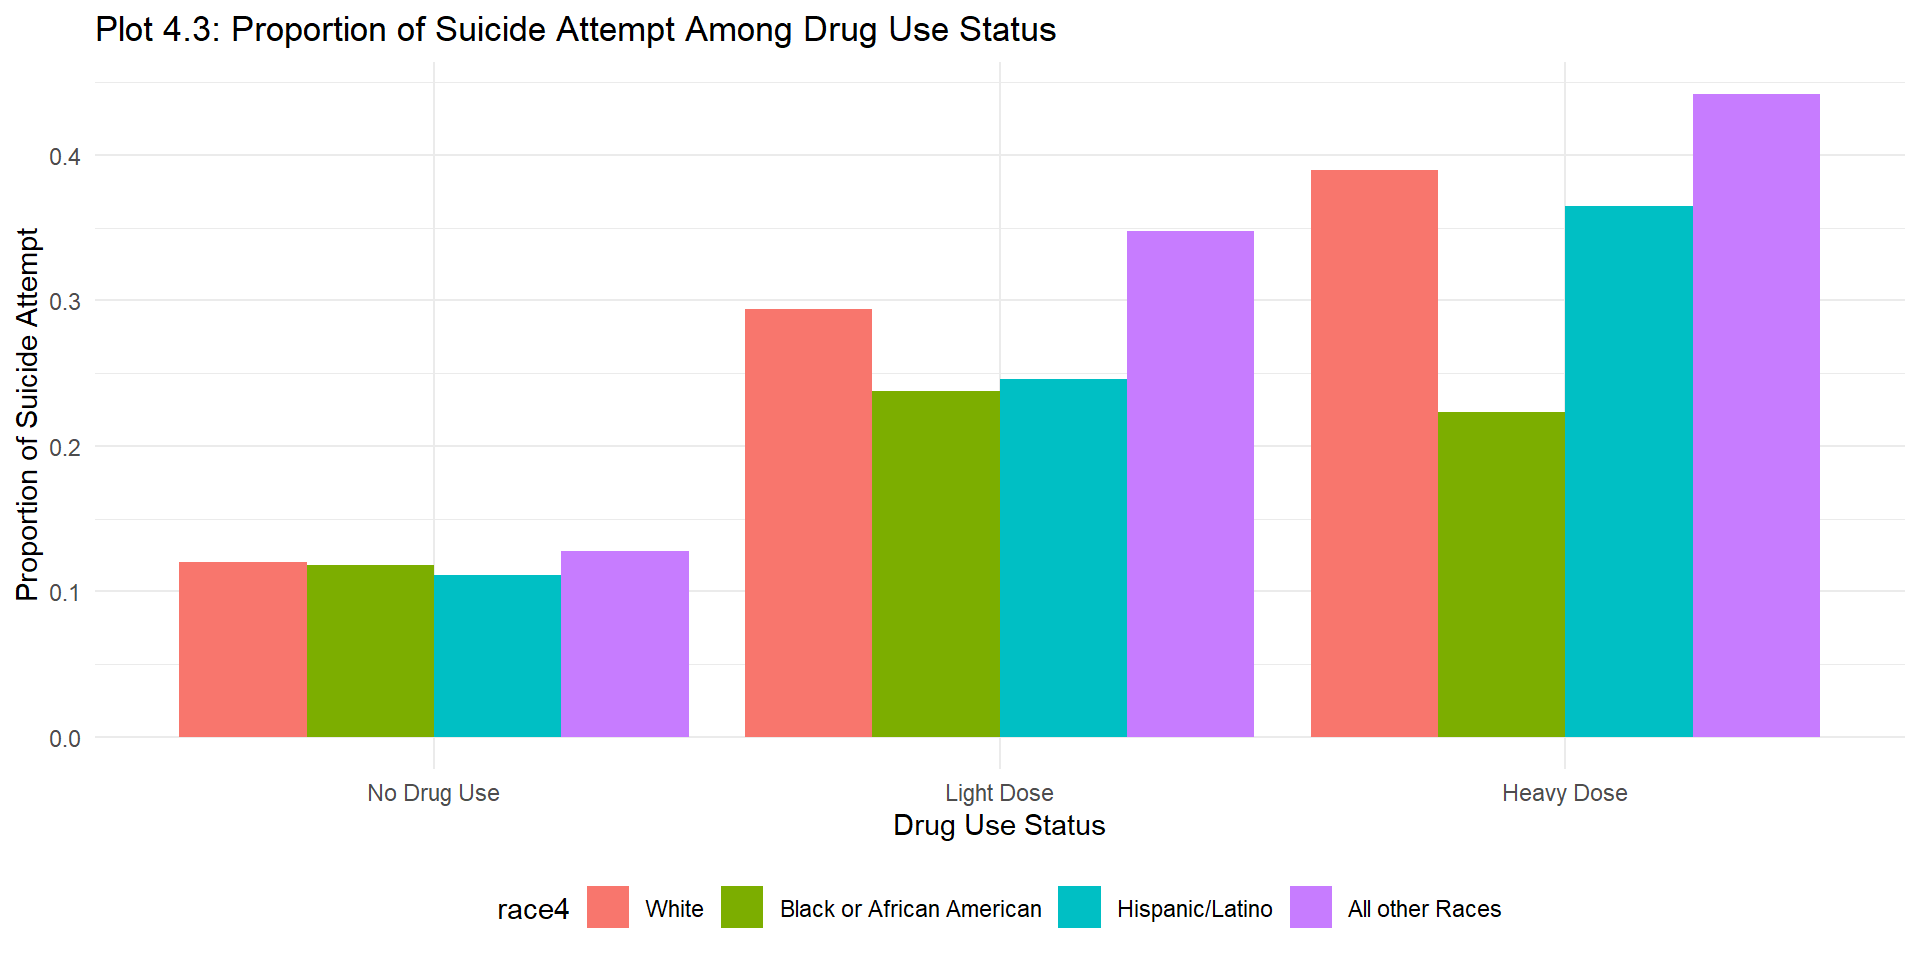 Plot 4.3: Proportion of Suicide Attempt Among Drug Use Status
Proportion of Suicide Attempt
0.4
0.3
0.2
0.1
0.0
No Drug Use Light Dose Heavy Dose
Drug Use Status
race4 White Black or African American Hispanic/Latino All other Races